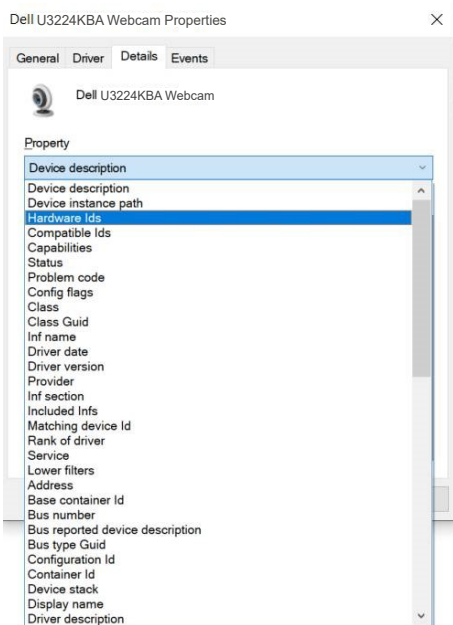 Dell U3224KBA Webcam Properties
General Driver Details Events
Dell U3224KBA Webcam
Property
Device description
Device description
Device instance path
Hardware Ids
Compatible Ids
Capabilities
Status
Problem code
Config flags
Class
Class Guid
Inf name
Driver date
Driver version
Provider
Inf section
Included Infs
Matching device Id
Rank of driver
Service
Lower filters
Address
Base container Id
Bus number
Bus reported device description
Bus type Guid
Configuration Id
Container Id
Device stack
Display name
Driver description